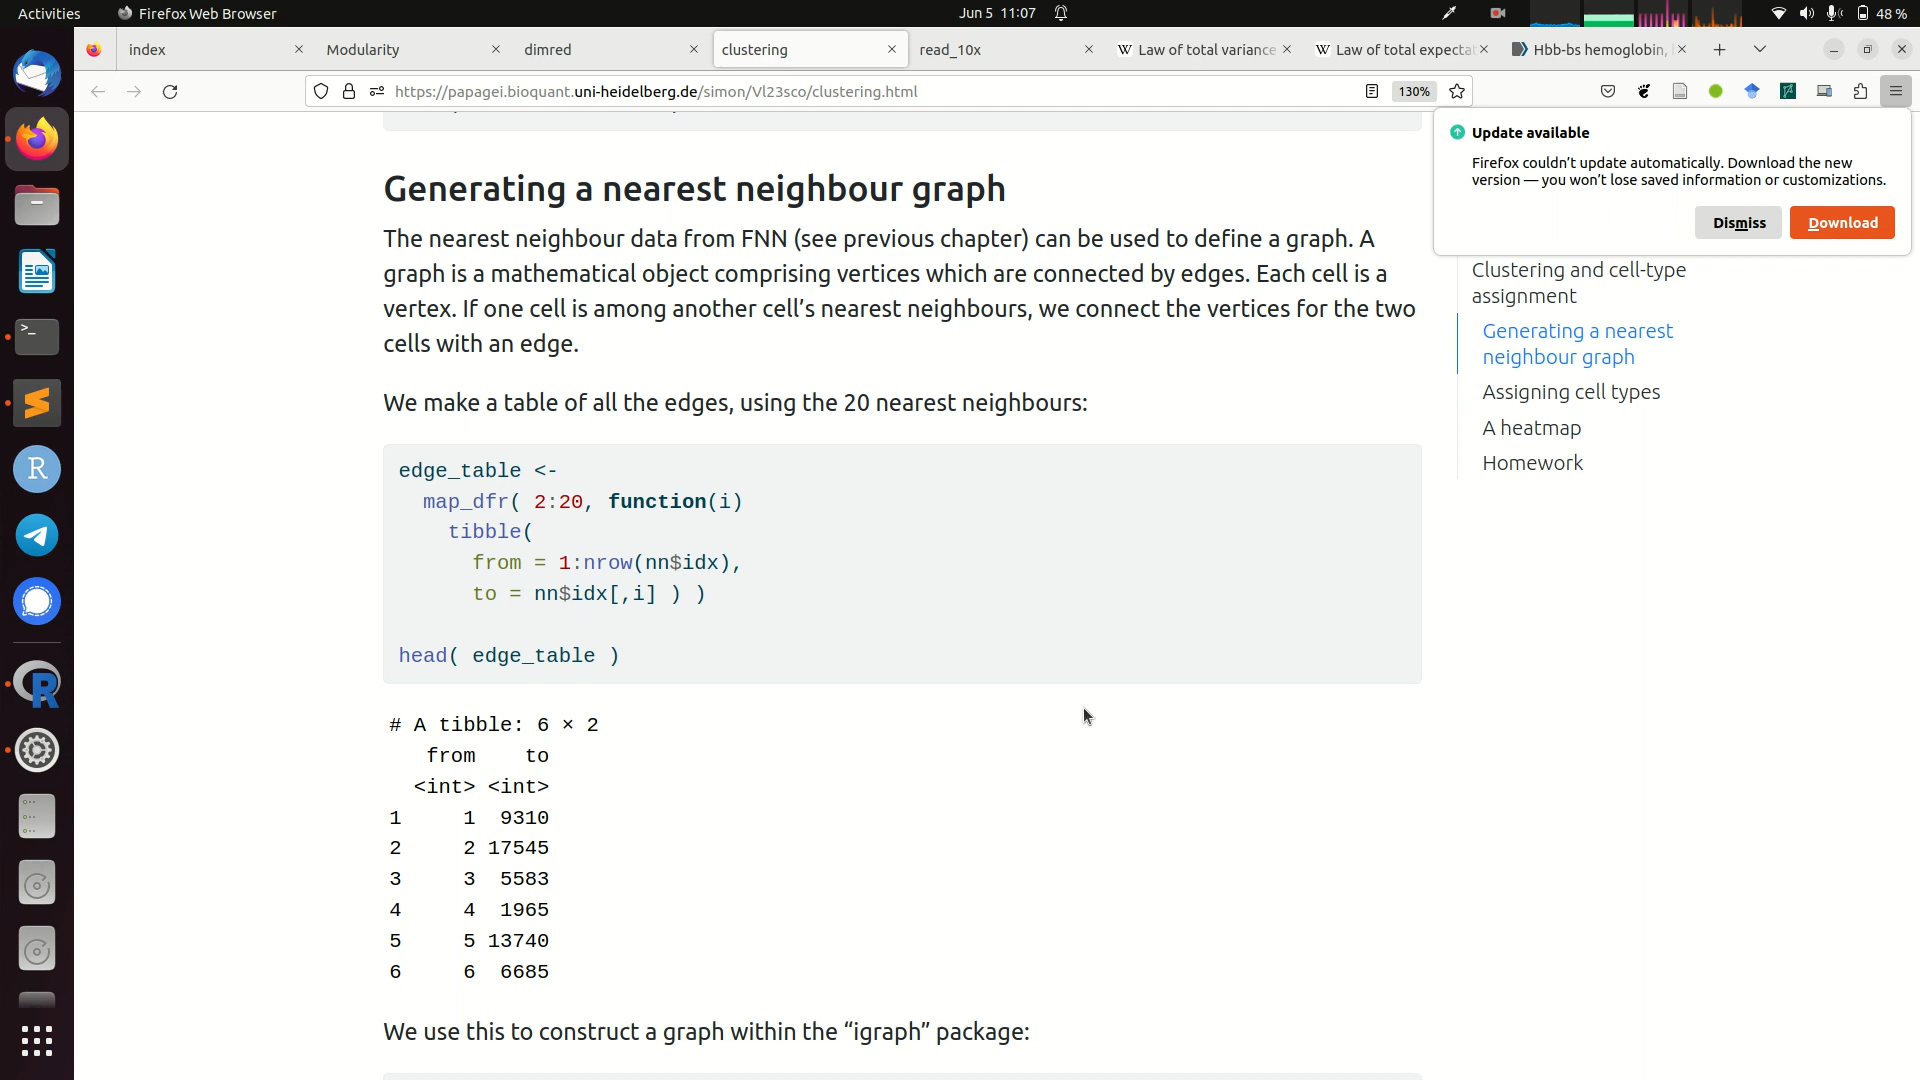 Activities
Firefox Web Browser
Jun 5 11:07
48 %
index
Modularity
dimred
clustering
read_10x
Law of total variance
Law of total expecta
Hbb-bs hemoglobin,
https://papagei.bioquant.uni-heidelberg.de/simon/Vl23sco/clustering.html
130%
Update available
Firefox couldn't update automatically. Download the new
version — you won't lose saved information or customizations.
Dismiss
Download
Generating a nearest neighbour graph
The nearest neighbour data from FNN (see previous chapter) can be used to define a graph. A
graph is a mathematical object comprising vertices which are connected by edges. Each cell is a
vertex. If one cell is among another cell's nearest neighbours, we connect the vertices for the two
cells with an edge.
We make a table of all the edges, using the 20 nearest neighbours:
edge_table <-
map_dfr( 2:20, function(i)
tibble(
from = 1:nrow(nn$idx),
to = nn$idx[,i] ) )
head( edge_table )
# A tibble: 6 × 2
from to
<int> <int>
1 1 9310
2 2 17545
3 3 5583
4 4 1965
5 5 13740
6 6 6685
We use this to construct a graph within the “igraph” package:
Clustering and cell-type
assignment
Generating a nearest
neighbour graph
Assigning cell types
A heatmap
Homework